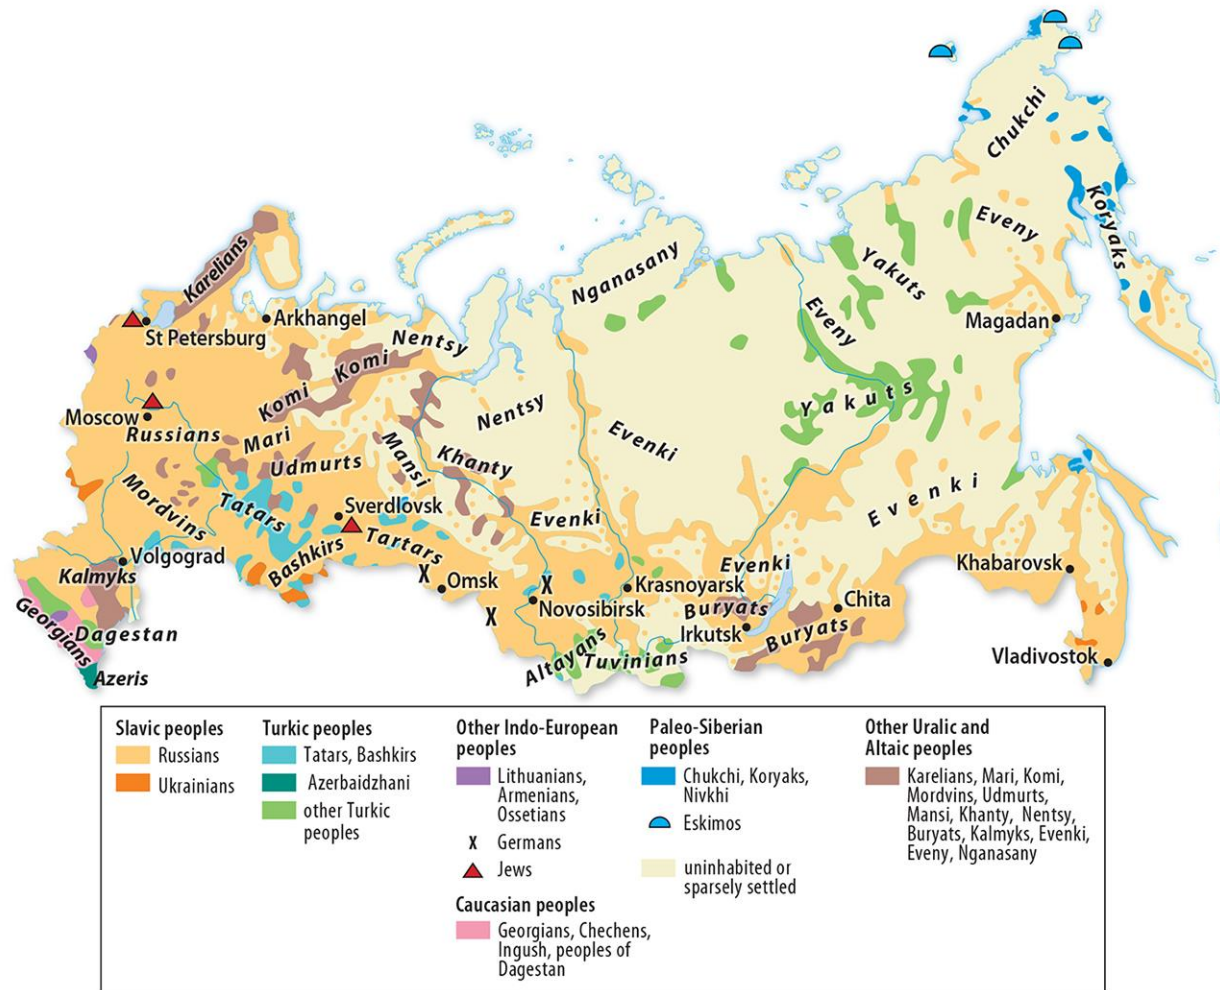 Chukchi
Koryaks
Eveny
Yakuts
Nganasany
Karelians
Arkhangel
St Petersburg
Nentsy
Komi
Komi
Eveny
Magadan
Moscow
Russians
Mari
Nentsy
Evenki
Yakuts
Udmurts
Mansi
Khanty
Mordvins
Tatars
Sverdlovsk
Evenki
Evenki
Volgograd
Bashkirs
Tartars
Kalmyks
X
Omsk
X
Novosibirsk
X
Krasnoyarsk
Evenki
Khabarovsk
Buryats
Chita
Irkutsk
Buryats
Georgians
Dagestan
Azeris
Altayans
Tuvinians
Vladivostok
Slavic peoples
Russians
Ukrainians
Turkic peoples
Tatars, Bashkirs
Azerbaidzhani
other Turkic
peoples
Other Indo-European
peoples
Lithuanians,
Armenians,
Ossetians
X Germans
Jews
Caucasian peoples
Georgians, Chechens,
Ingush, peoples of
Dagestan
Paleo-Siberian
peoples
Chukchi, Koryaks,
Nivkhi
Eskimos
uninhabited or
sparsely settled
Other Uralic and
Altaic peoples
Karelians, Mari, Komi,
Mordvins, Udmurts,
Mansi, Khanty, Nentsy,
Buryats, Kalmyks, Evenki,
Eveny, Nganasany